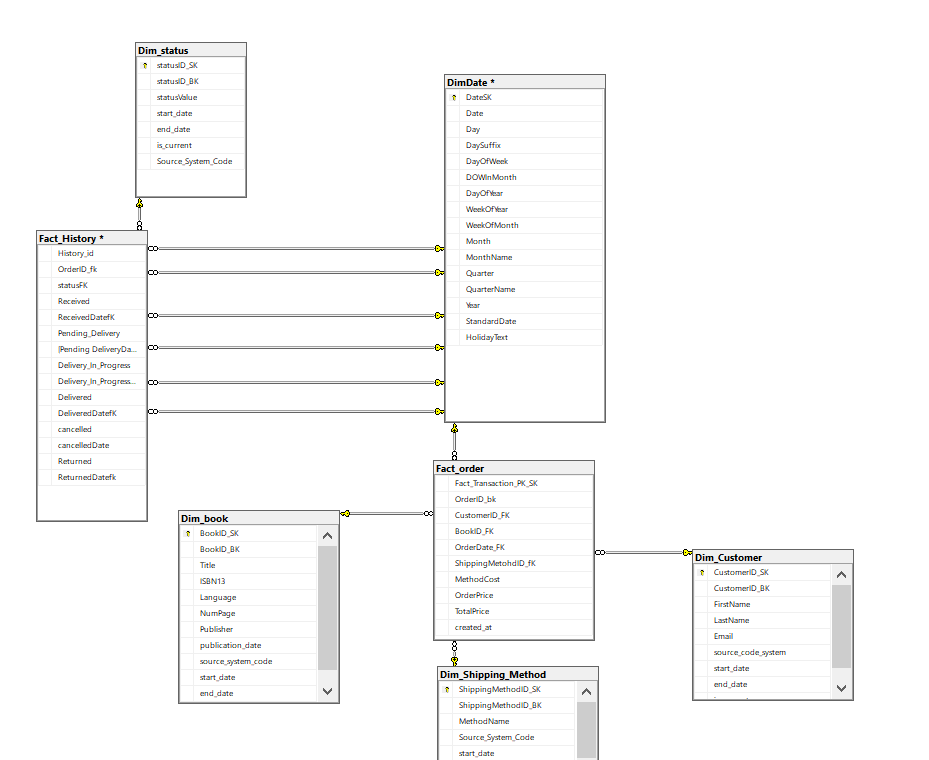 Dim_status
statusID_SK
statusID_BK
statusValue
start_date
end_date
is_current
Source_System_Code
DimDate *
DateSK
Date
Day
DaySuffix
DayOfWeek
DOWInMonth
DayOfYear
WeekOfYear
WeekOfMonth
Month
MonthName
Quarter
QuarterName
Year
StandardDate
HolidayText
Fact_History *
History_id
OrderID_fk
statusFK
Received
ReceivedDatefK
Pending_Delivery
[Pending DeliveryDa...
Delivery_In_Progress
Delivery_In_Progress...
Delivered
DeliveredDatefK
cancelled
cancelledDate
Returned
ReturnedDatefk
Fact_order
Fact_Transaction_PK_SK
OrderID_bk
CustomerID_FK
BookID_FK
OrderDate_FK
ShippingMetohdID_fK
MethodCost
OrderPrice
TotalPrice
created_at
Dim_book
BookID_SK
BookID_BK
Title
ISBN13
Language
NumPage
Publisher
publication_date
source_system_code
start_date
end_date
Dim_Customer
CustomerID_SK
CustomerID_BK
FirstName
LastName
Email
source_code_system
start_date
end_date
Dim_Shipping_Method
ShippingMethodID_SK
ShippingMethodID_BK
MethodName
Source_System_Code
start_date